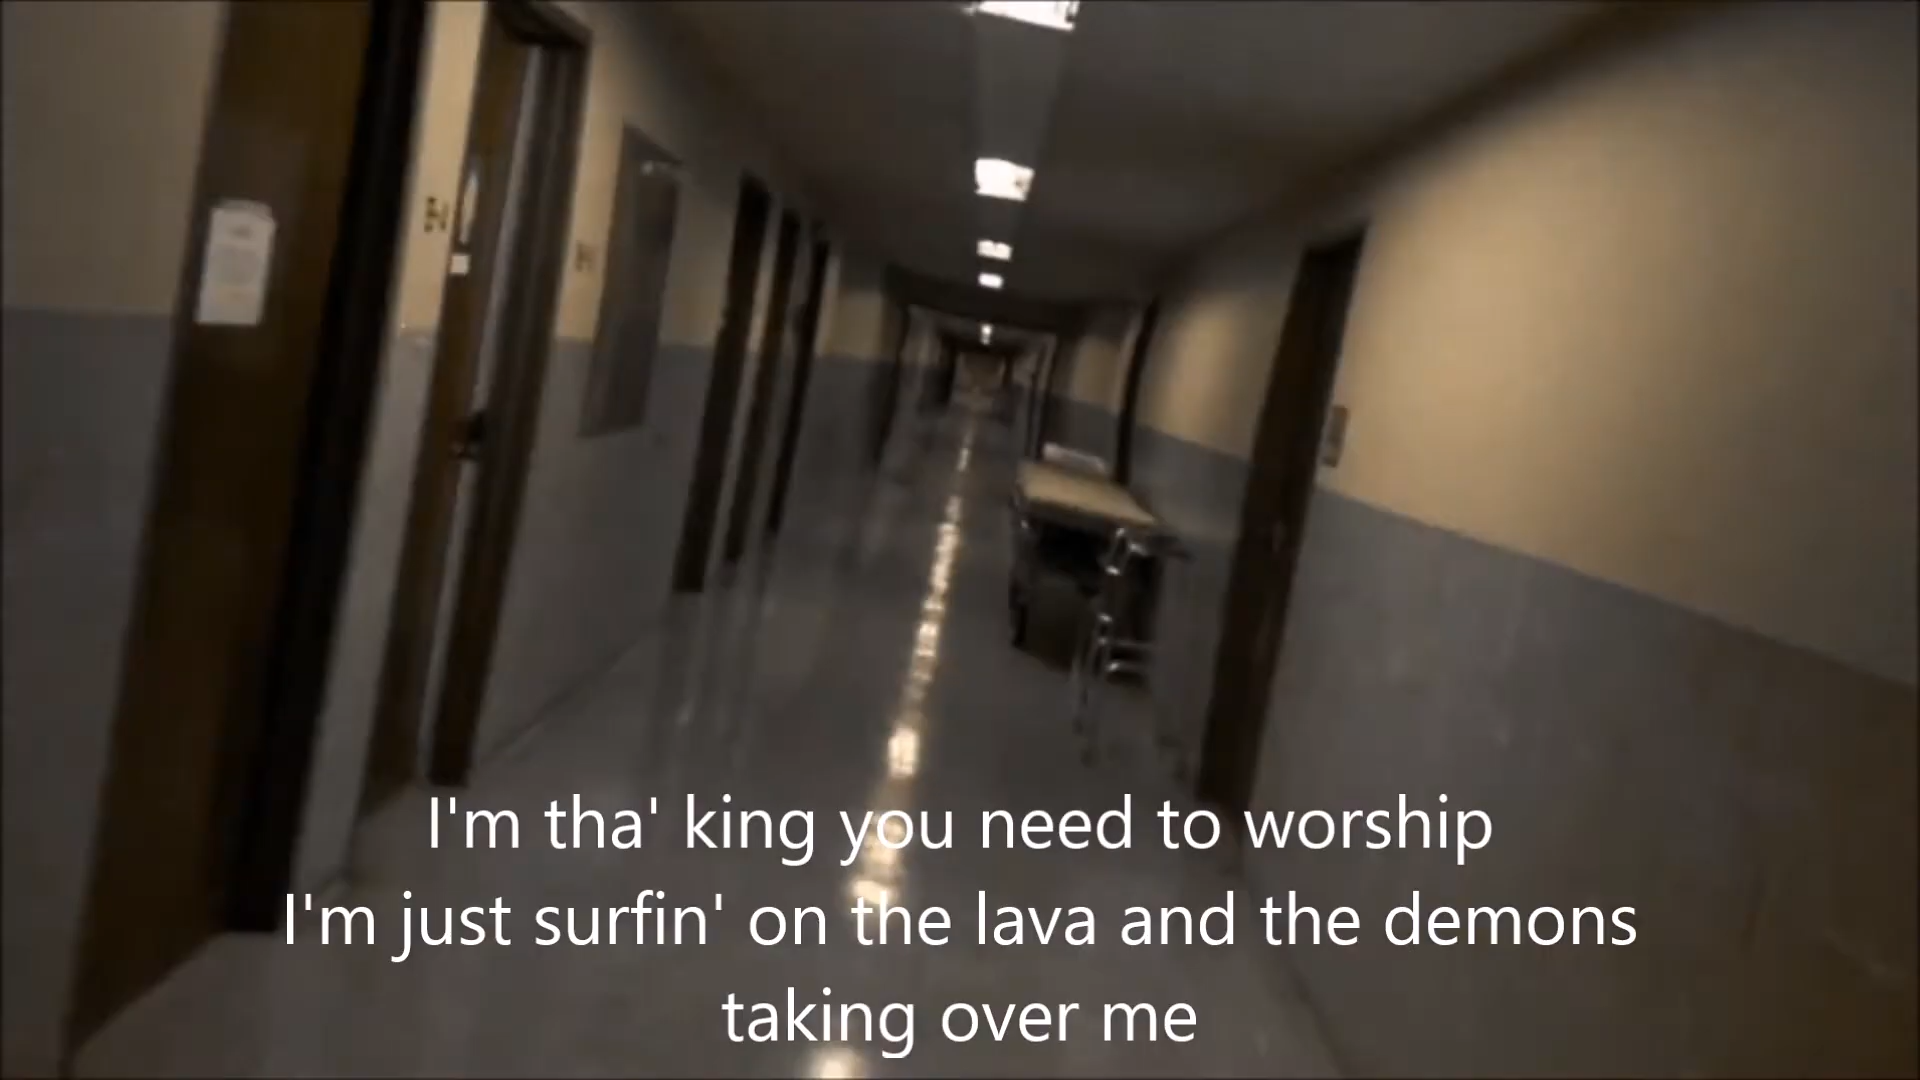 I'm tha' king you need to worship
I'm just surfin' on the lava and the demons
taking over me